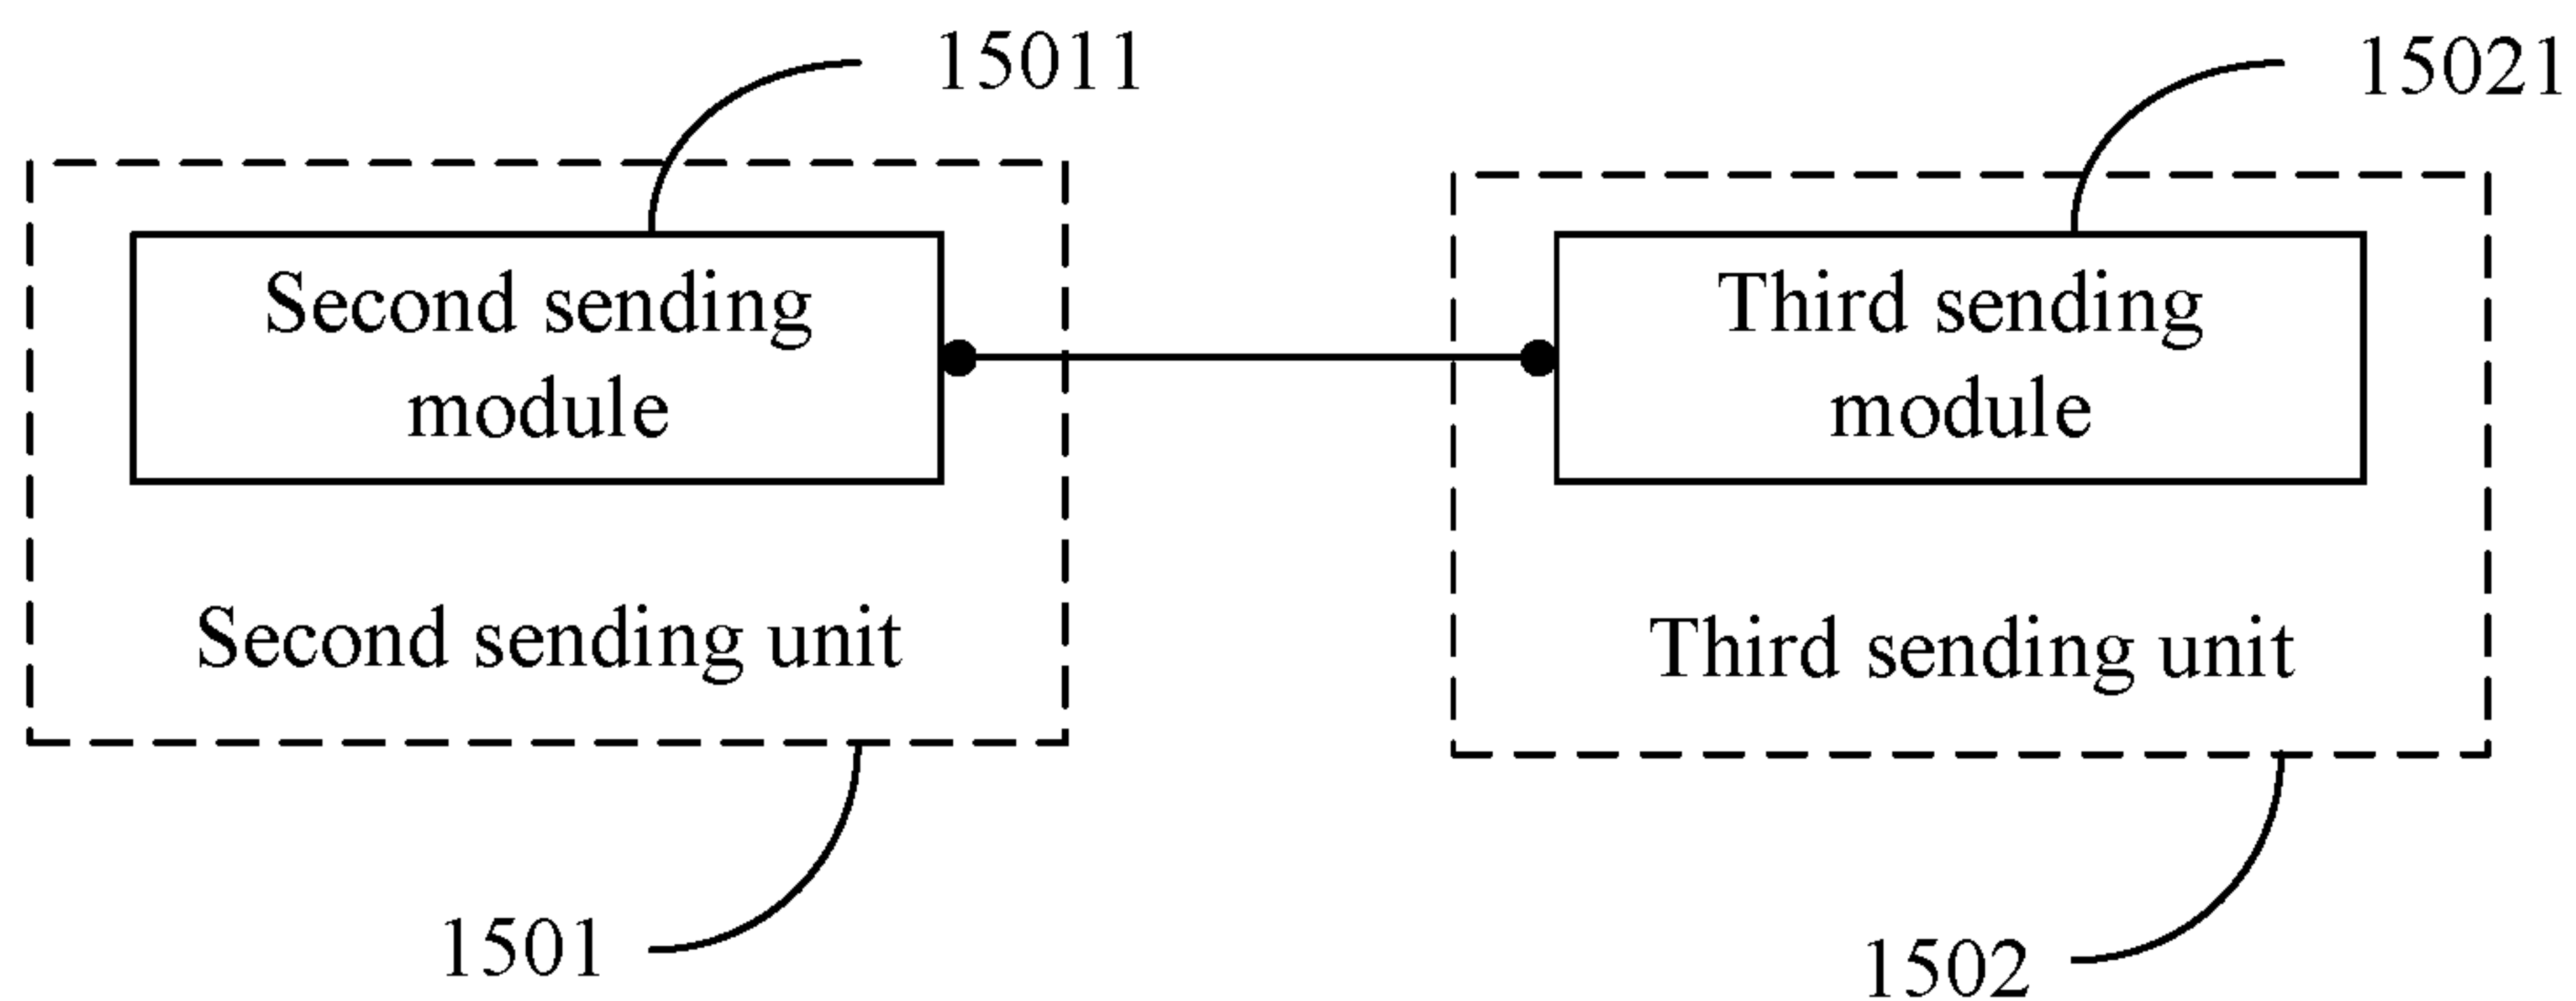 15011
15021
Second sending
module
Third sending
module
Second sending unit
Third sending unit
1501
1502